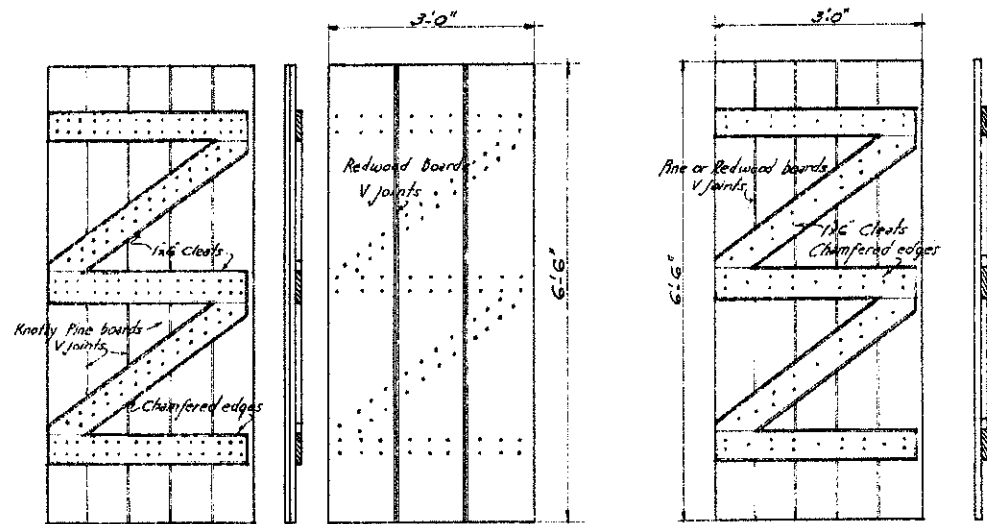 3'-0"
3'-0"
Redwood Boards
V joints
Pine or Redwood boards
V joints
1x6" Cleats
1x6" Cleats
Chamfered edges
6'-6"
6'-6"
Knotty Pine boards
V joints
Chamfered edges